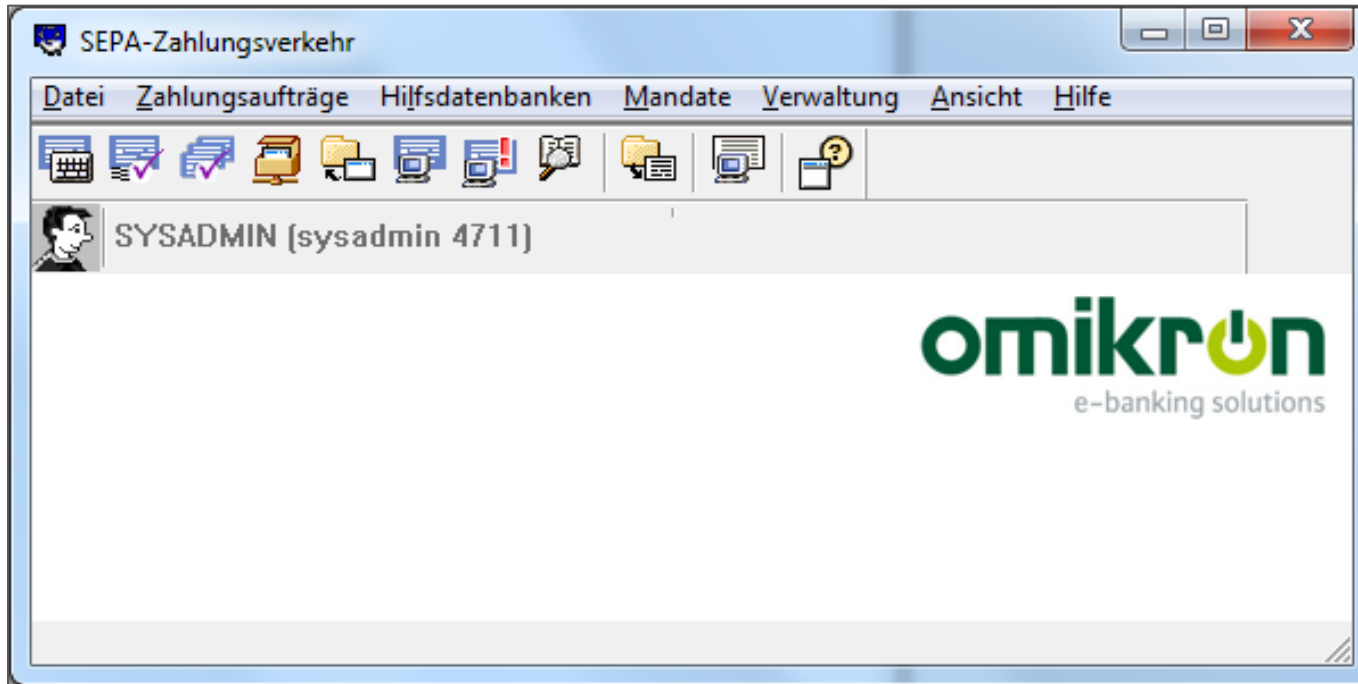 SEPA-Zahlungsverkehr
Datei Zahlungsaufträge Hilfsdatenbanken Mandate Verwaltung Ansicht Hilfe
SYSADMIN (sysadmin 4711)
omikron
e-banking solutions